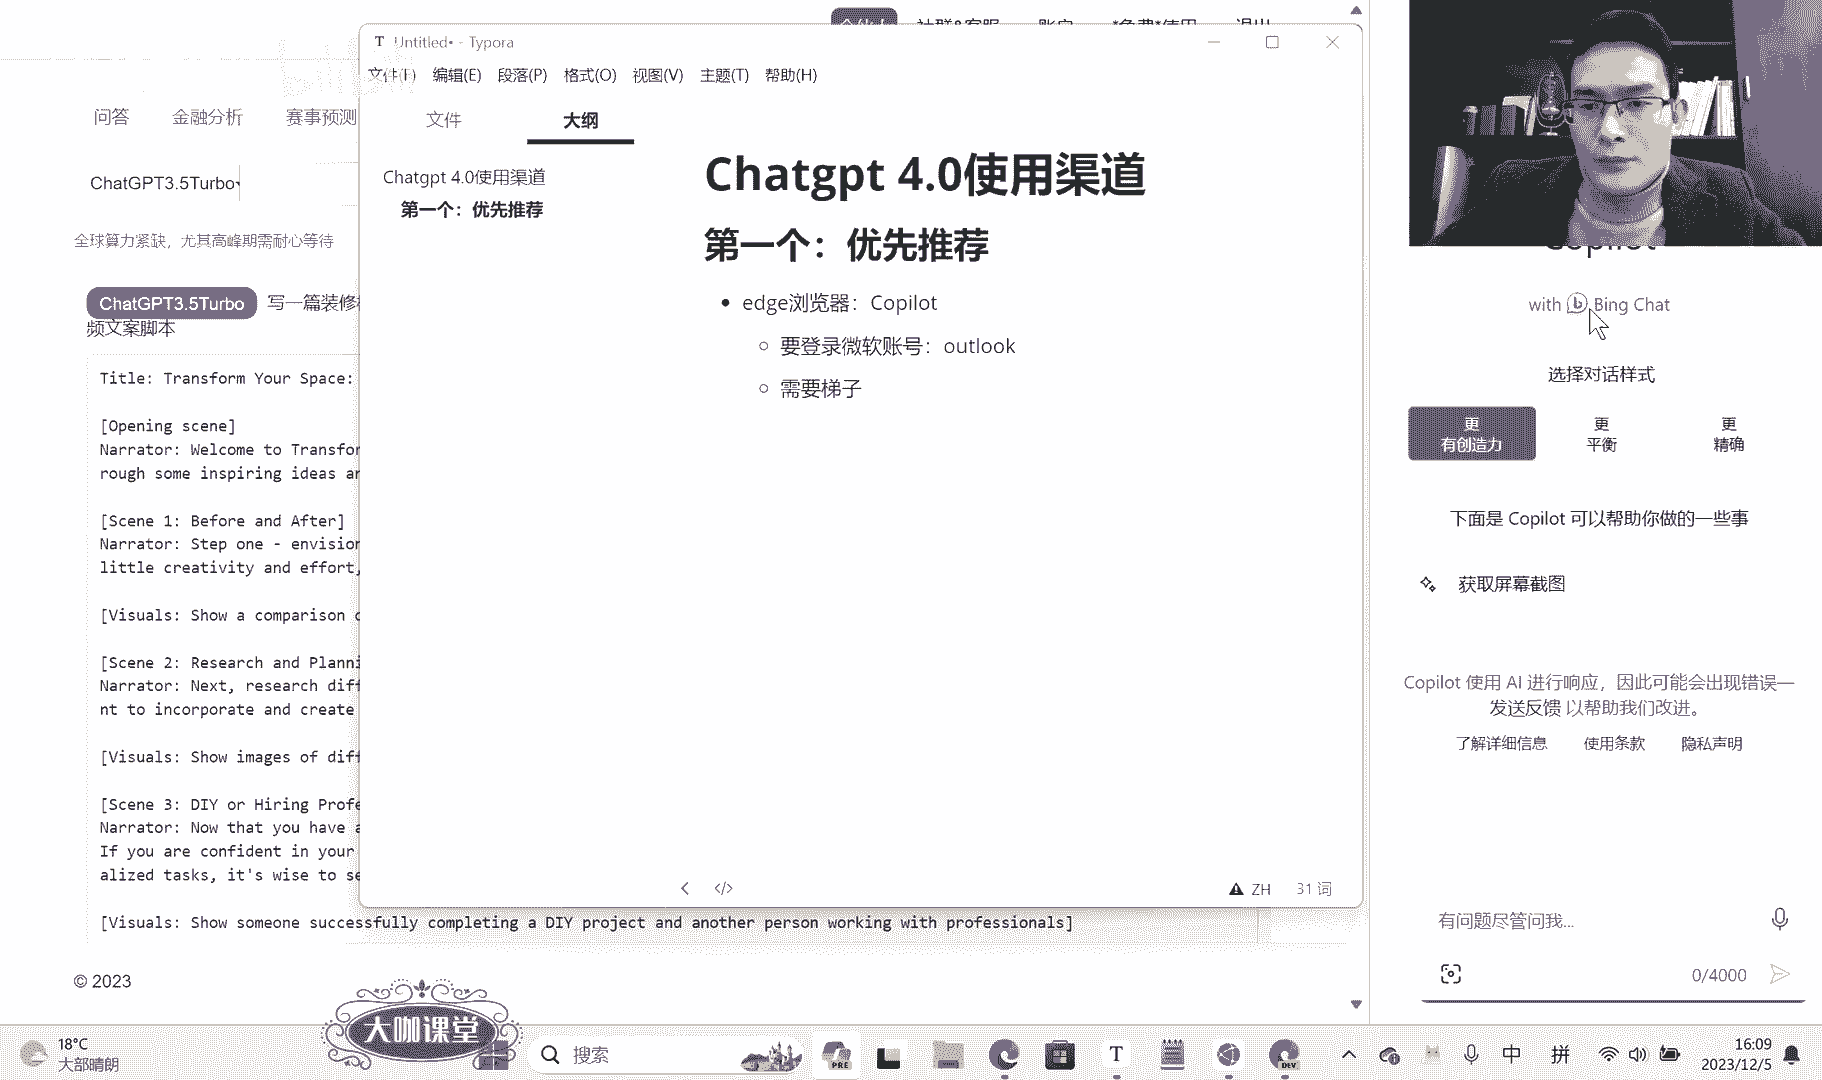 Untitled• - Typora
文件(F) 编辑(E) 段落(P) 格式(O) 视图(V) 主题(T) 帮助(H)
文件 大纲
Chatgpt 4.0使用渠道
第一个：优先推荐
Chatgpt 4.0使用渠道
第一个：优先推荐
edge浏览器：Copilot
要登录微软账号：outlook
需要梯子
ZH 31 词
问答 金融分析 赛事预测
ChatGPT3.5Turbo
全球算力紧缺，尤其高峰期需耐心等待
ChatGPT3.5Turbo 写一篇装修
频文案脚本
Title: Transform Your Space:
[Opening scene]
Narrator: Welcome to Transfor
rough some inspiring ideas an
[Scene 1: Before and After]
Narrator: Step one - envision
little creativity and effort,
[Visuals: Show a comparison
[Scene 2: Research and Planni
Narrator: Next, research diff
nt to incorporate and create
[Visuals: Show images of diff
[Scene 3: DIY or Hiring Profe
Narrator: Now that you have a
If you are confident in your
alized tasks, it's wise to se
[Visuals: Show someone successfully completing a DIY project and another person working with professionals]
© 2023
with Bing Chat
选择对话样式
更
有创造力
更
平衡
更
精确
下面是 Copilot 可以帮助你做的一些事
获取屏幕截图
Copilot 使用 AI 进行响应，因此可能会出现错误—
发送反馈 以帮助我们改进。
了解详细信息 使用条款 隐私声明
有问题尽管问我...
0/4000
大咖课堂
18°C
大部晴朗
搜索
PRE
T
DEV
中 拼
16:09
2023/12/5